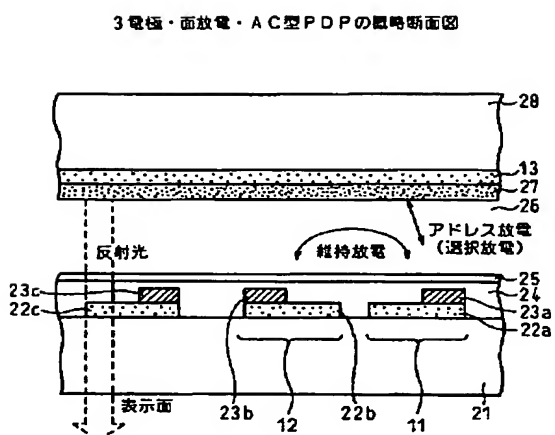 3電極・面放電・AC型PDPの概略断面図
28
13
27
26
アドレス放電
(選択放電)
反射光
維持放電
25
23c
24
22c
23a
22a
表示面
23b
12
22b
11
21